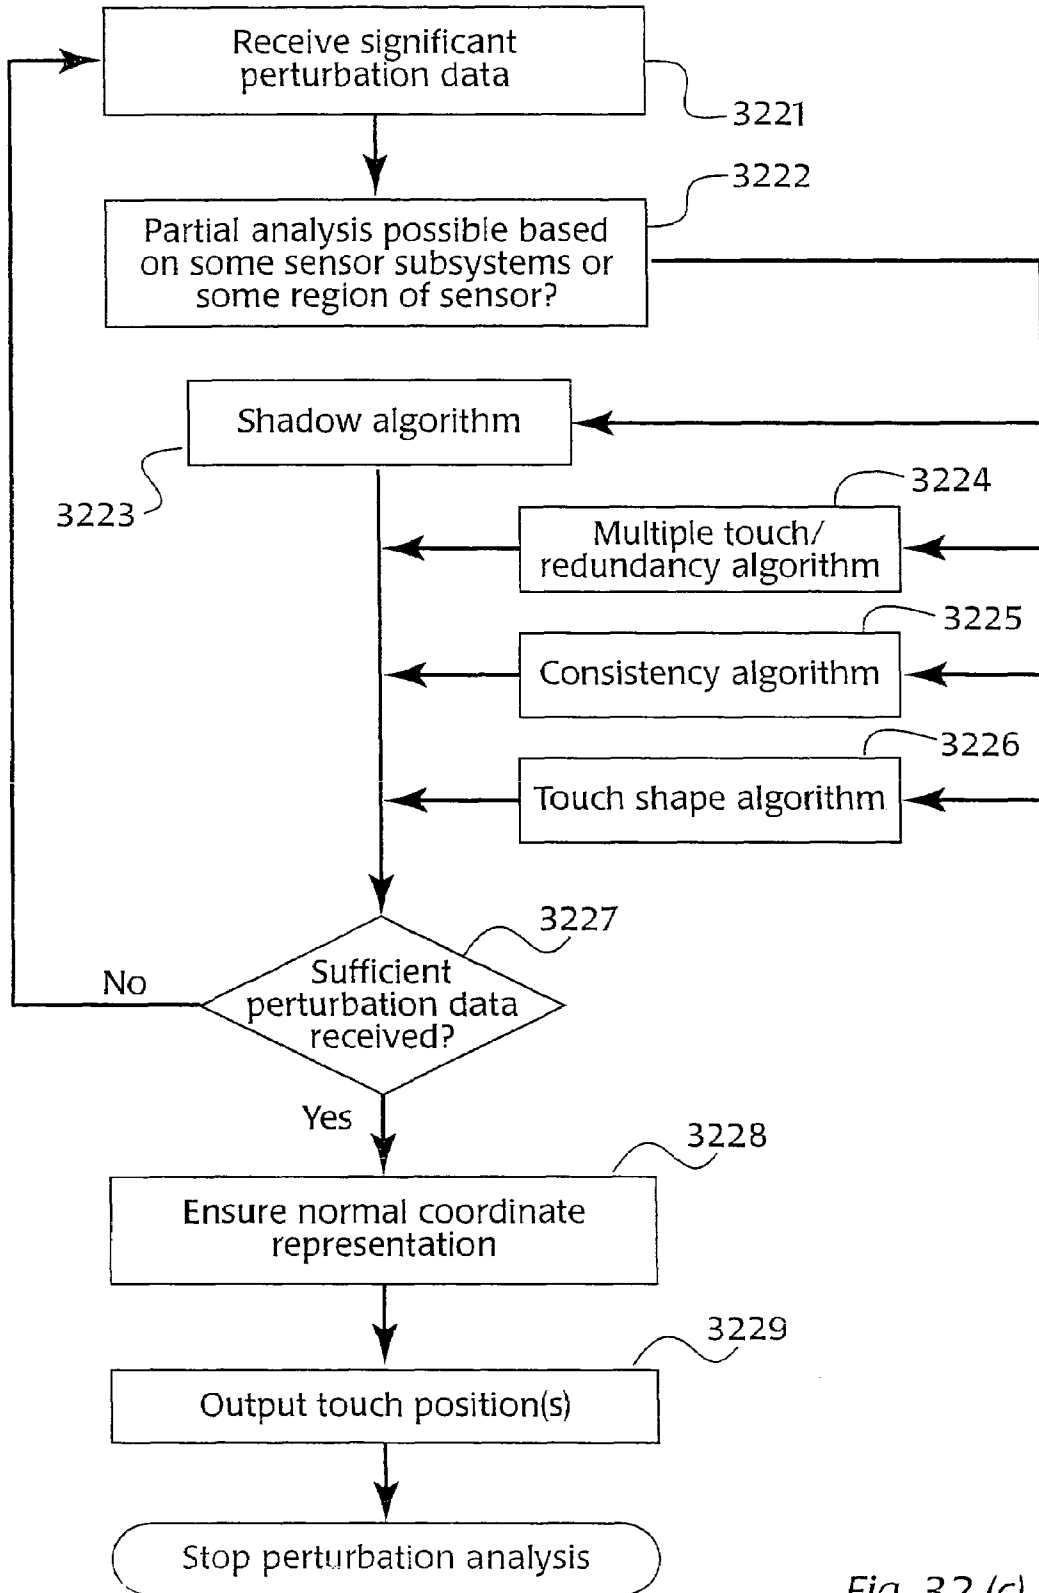 Receive significant
perturbation data
3221
3222
Partial analysis possible based
on some sensor subsystems or
some region of sensor?
Shadow algorithm
3223
3224
Multiple touch/
redundancy algorithm
3225
Consistency algorithm
3226
Touch shape algorithm
3227
Sufficient
perturbation data
received?
No
Yes
3228
Ensure normal coordinate
representation
3229
Output touch position(s)
Stop perturbation analysis
Fig. 32 (c)